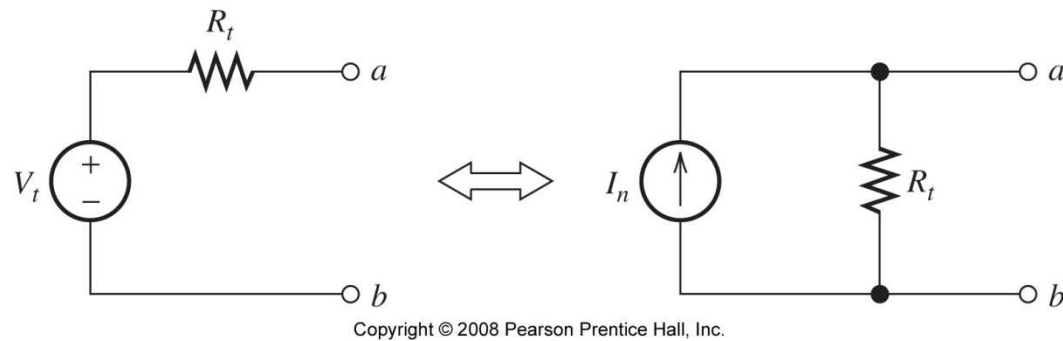 R_t
a
+
V_t
−
b
a
I_n
R_t
b
Copyright © 2008 Pearson Prentice Hall, Inc.